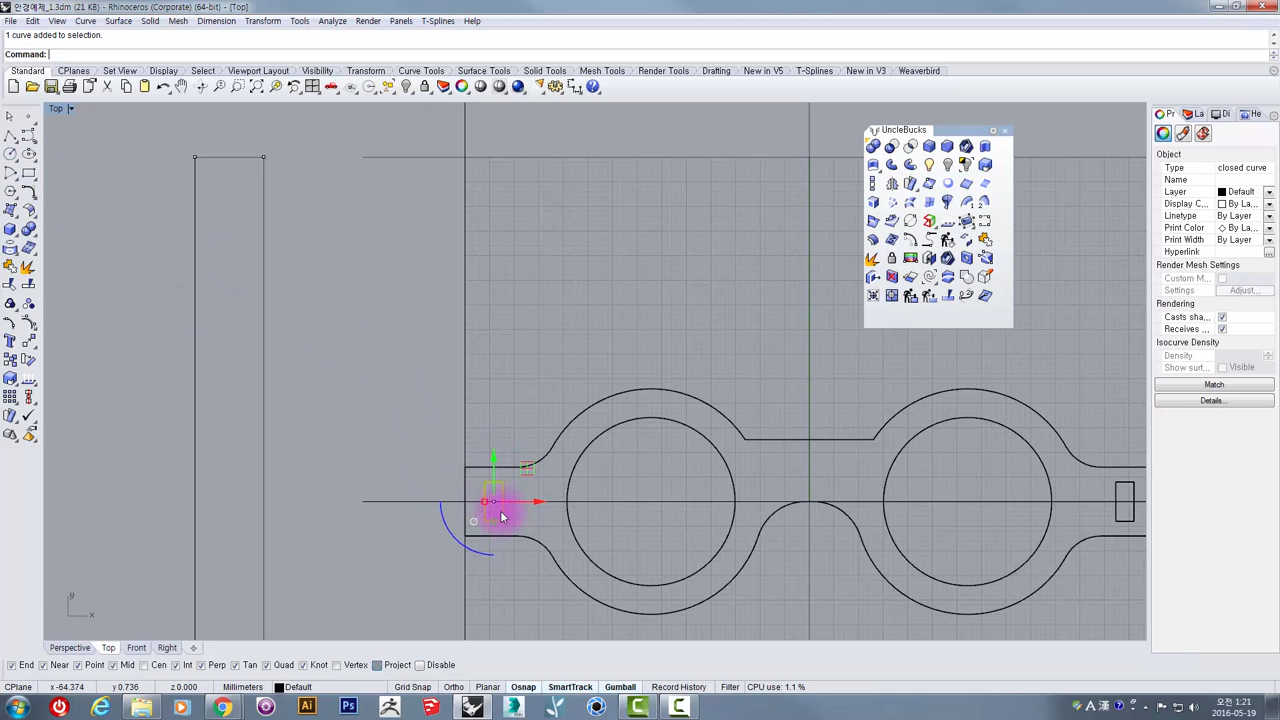 안경예제_1.3dm (21 KB) - Rhinoceros (Corporate) (64-bit) - [Top]
File Edit View Curve Surface Solid Mesh Dimension Transform Tools Analyze Render Panels T-Splines Help
1 curve added to selection.
Command:
Standard CPlanes Set View Display Select Viewport Layout Visibility Transform Curve Tools Surface Tools Solid Tools Mesh Tools Render Tools Drafting New in V5 T-Splines New in V3 Weaverbird
Top
Pr La Di He
UncleBucks
Object
Type closed curve
Name
Layer Default
Display C... By La...
Linetype By Layer
Print Color By La...
Print Width By Layer
Hyperlink
Render Mesh Settings
Custom M...
Settings Adjust...
Rendering
Casts sha...
Receives ...
Isocurve Density
Density
Show surf... Visible
Match
Details...
y
x
Perspective Top Front Right
End Near Point Mid Cen Int Perp Tan Quad Knot Vertex Project Disable
CPlane x -64.374 y 0.736 z 0.000 Millimeters Default Grid Snap Ortho Planar Osnap SmartTrack Gumball Record History Filter CPU use: 1.1 %
Ai Ps A 漢 오전 1:21
2016-05-19